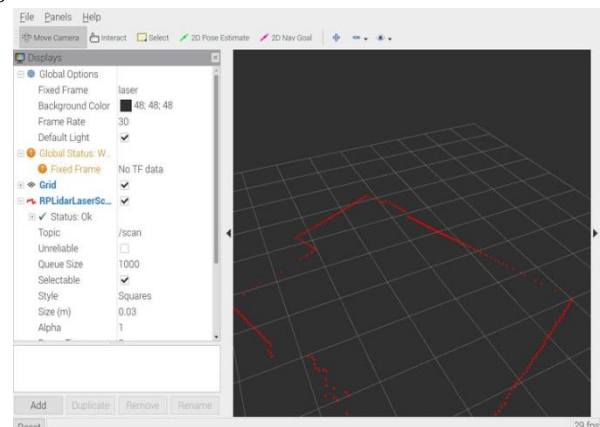 File Panels Help
Move Camera Interact Select 2D Pose Estimate 2D Nav Goal
Displays
Global Options
Fixed Frame laser
Background Color 48; 48; 48
Frame Rate 30
Default Light
Global Status: W...
Fixed Frame No TF data
Grid
RPLidarLaserSc...
Status: Ok
Topic /scan
Unreliable
Queue Size 1000
Selectable
Style Squares
Size (m) 0.03
Alpha 1
Add Duplicate Remove Rename
Reset 29 fps